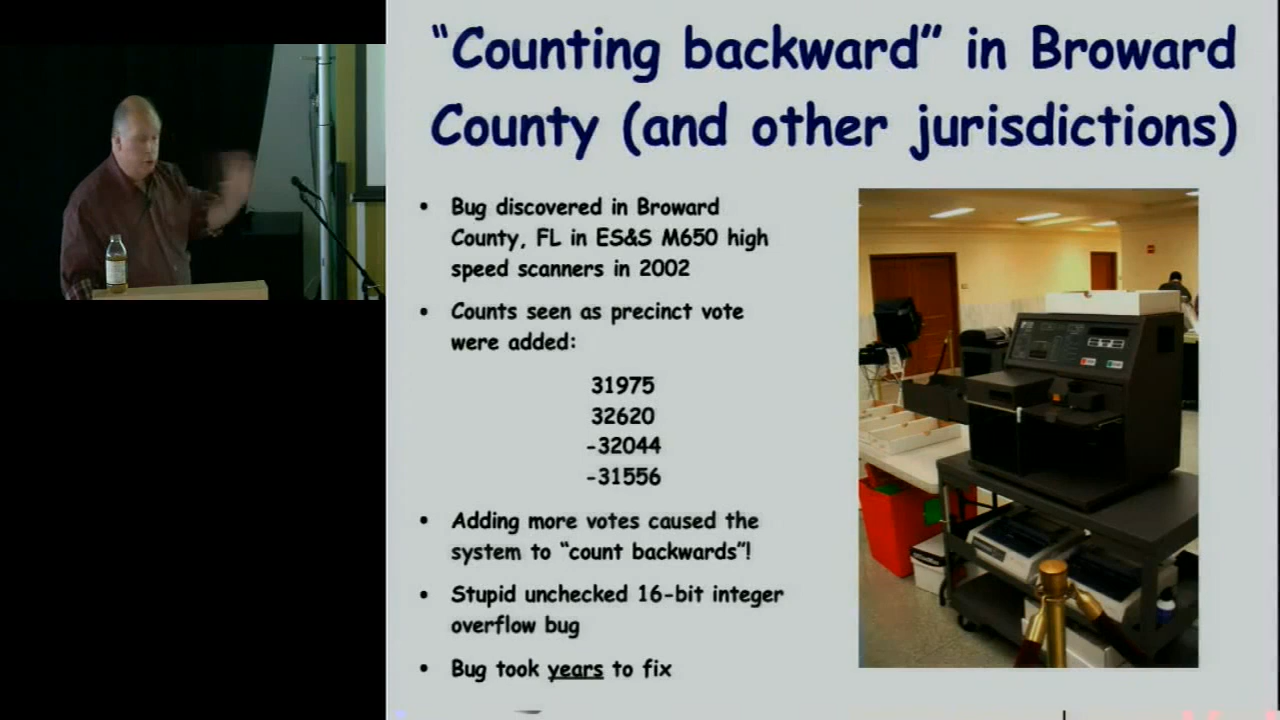 “Counting backward” in Broward
County (and other jurisdictions)
• Bug discovered in Broward
County, FL in ES&S M650 high
speed scanners in 2002
• Counts seen as precinct vote
were added:
31975
32620
-32044
-31556
• Adding more votes caused the
system to “count backwards”!
• Stupid unchecked 16-bit integer
overflow bug
• Bug took years to fix